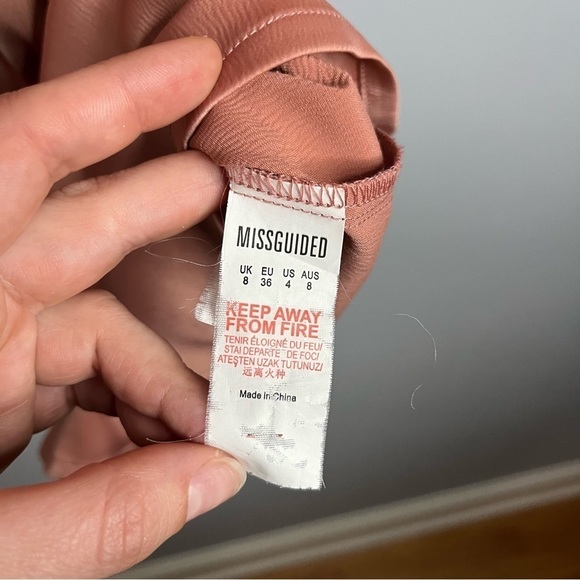 MISSGUIDED
UK EU US AUS
8 36 4 8
KEEP AWAY
FROM FIRE
TENIR ÉLOIGNÉ DU FEU/
STAI DEPARTE DE FOC/
ATEŞTEN UZAK TUTUNUZ/
远离火种
Made in China